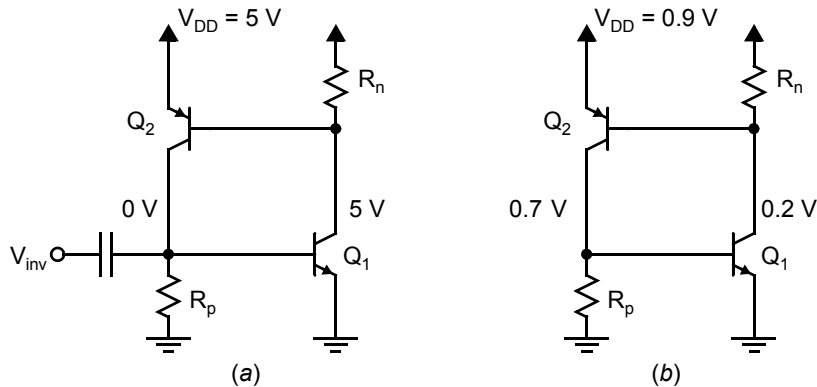 V_DD = 5 V
R_n
Q_2
0 V
5 V
V_inv
Q_1
R_p
(a)
V_DD = 0.9 V
R_n
Q_2
0.7 V
0.2 V
Q_1
R_p
(b)